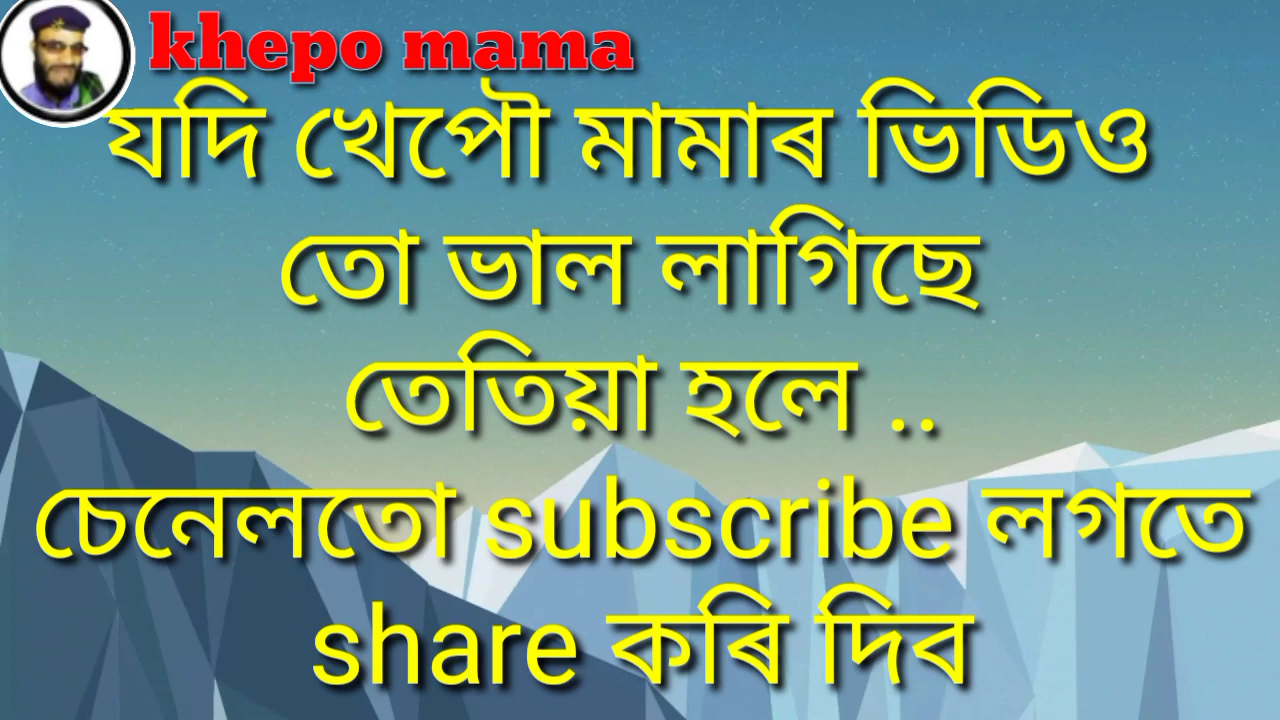 khepo mama
যদি খেপৌ মামাৰ ভিডিও
তো ভাল লাগিছে
তেতিয়া হলে ..
চেনেলতো subscribe লগতে
share কৰি দিব